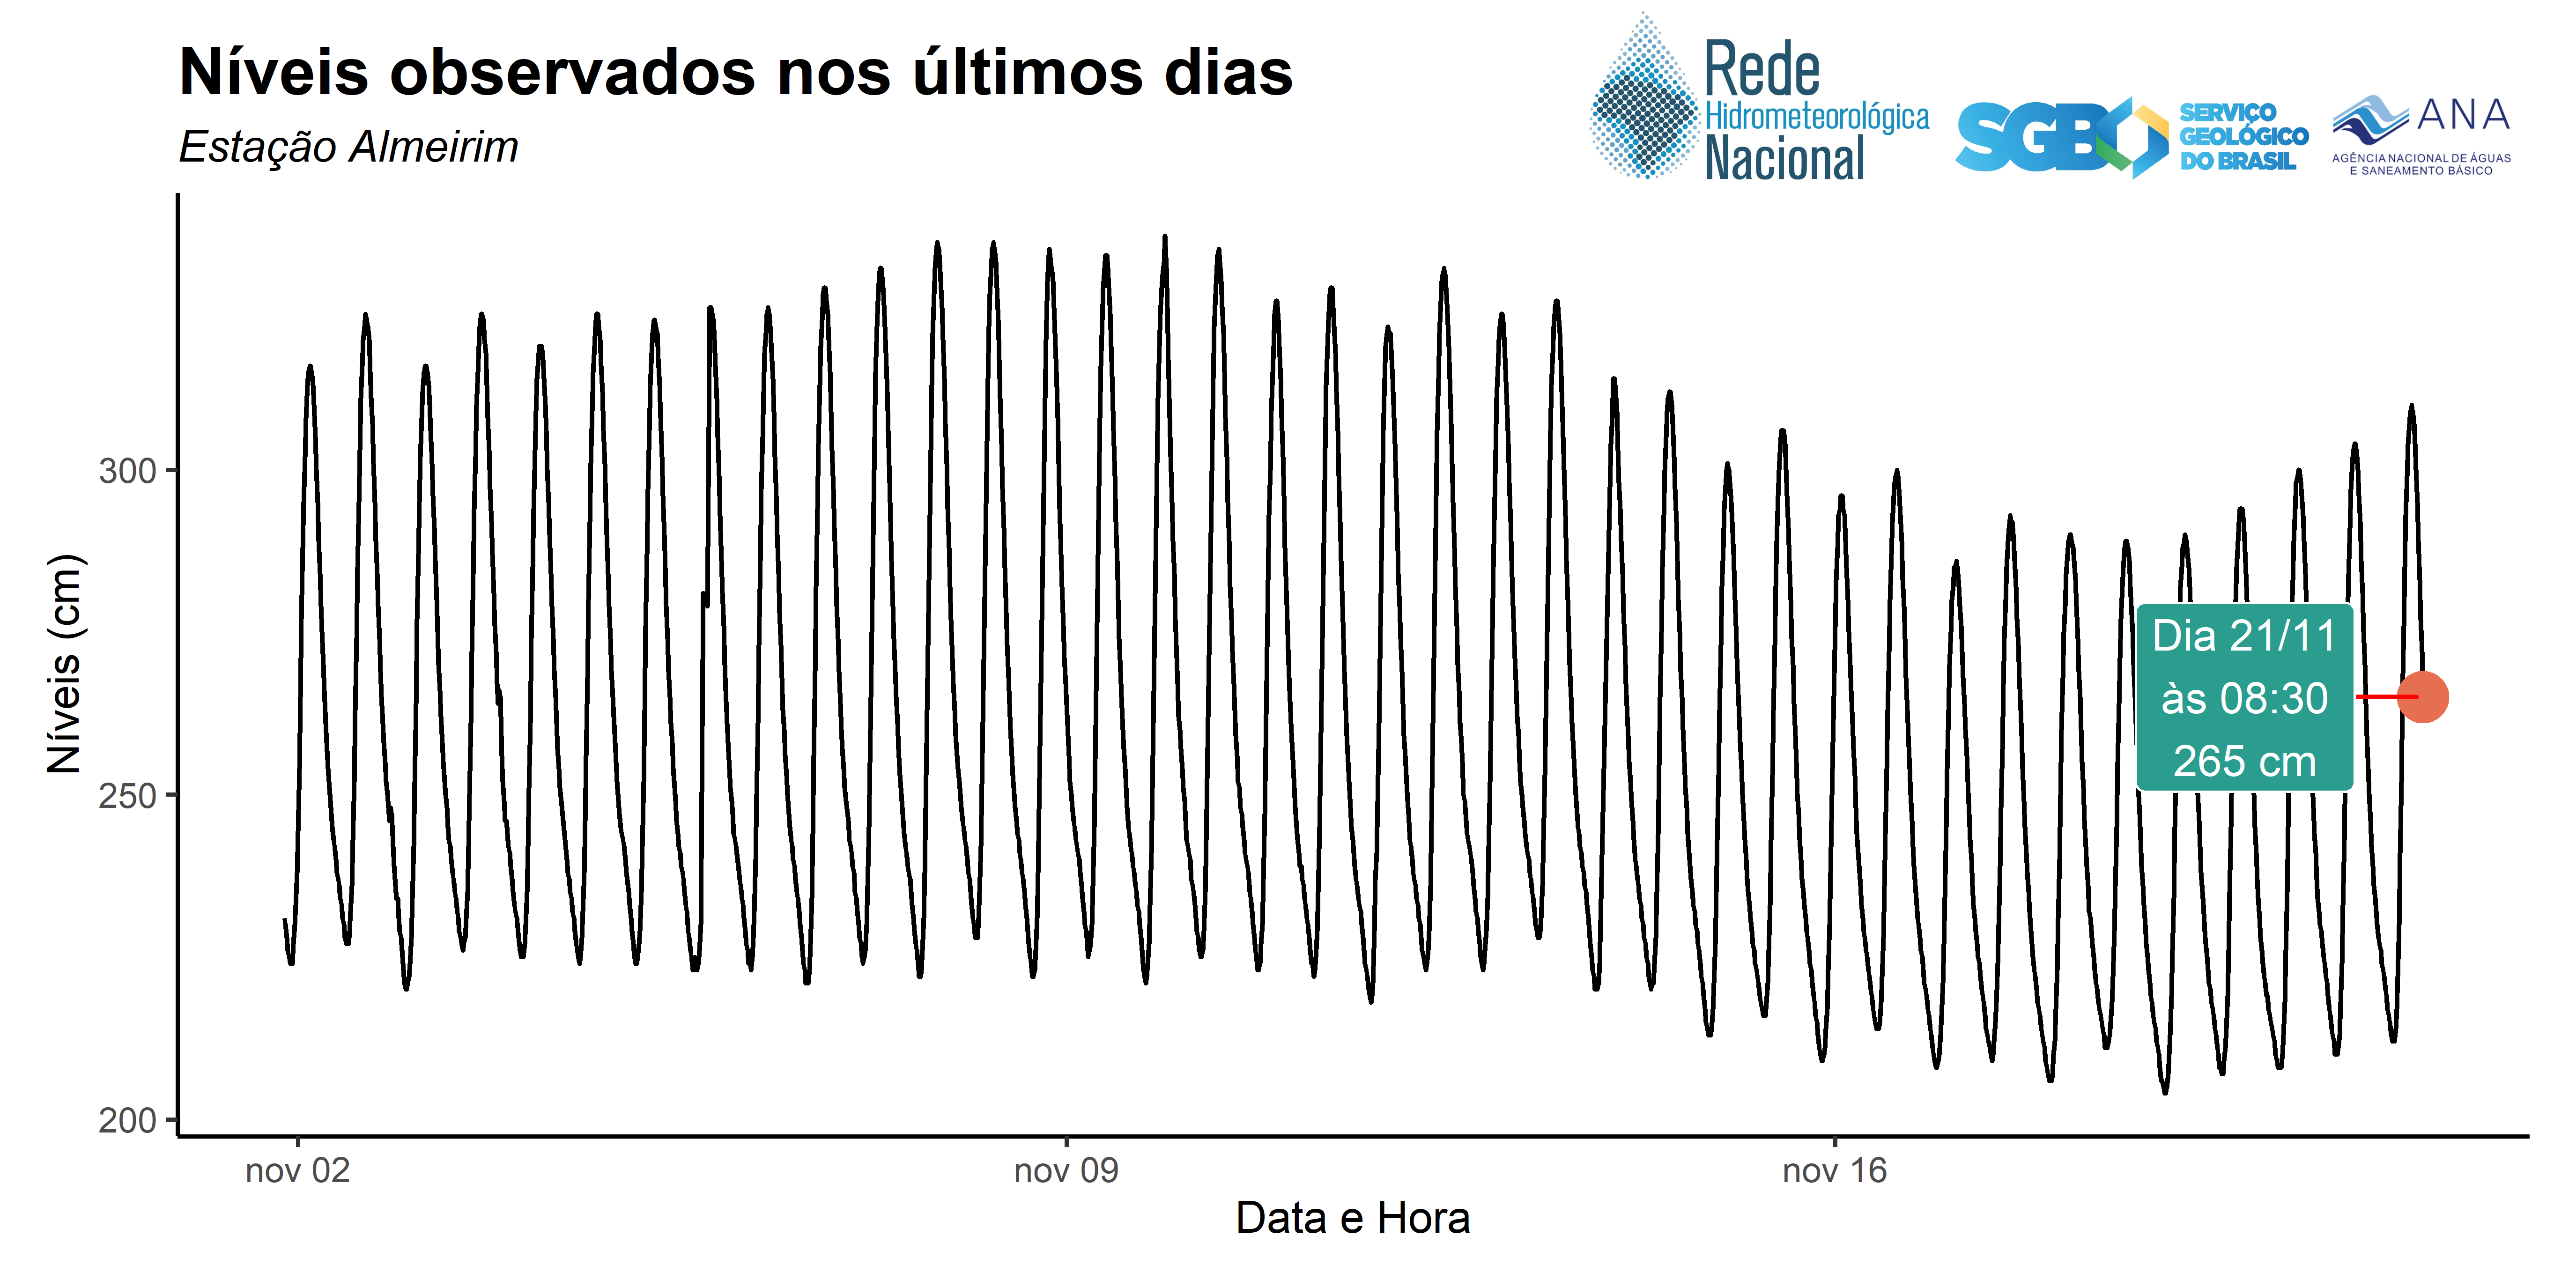 Níveis observados nos últimos dias
Estação Almeirim
Rede
Hidrometeorológica
Nacional
SGB
SERVIÇO
GEOLÓGICO
DO BRASIL
ANA
AGÊNCIA NACIONAL DE ÁGUAS
E SANEAMENTO BÁSICO
Níveis (cm)
300
250
200
Dia 21/11
às 08:30
265 cm
nov 02
nov 09
nov 16
Data e Hora